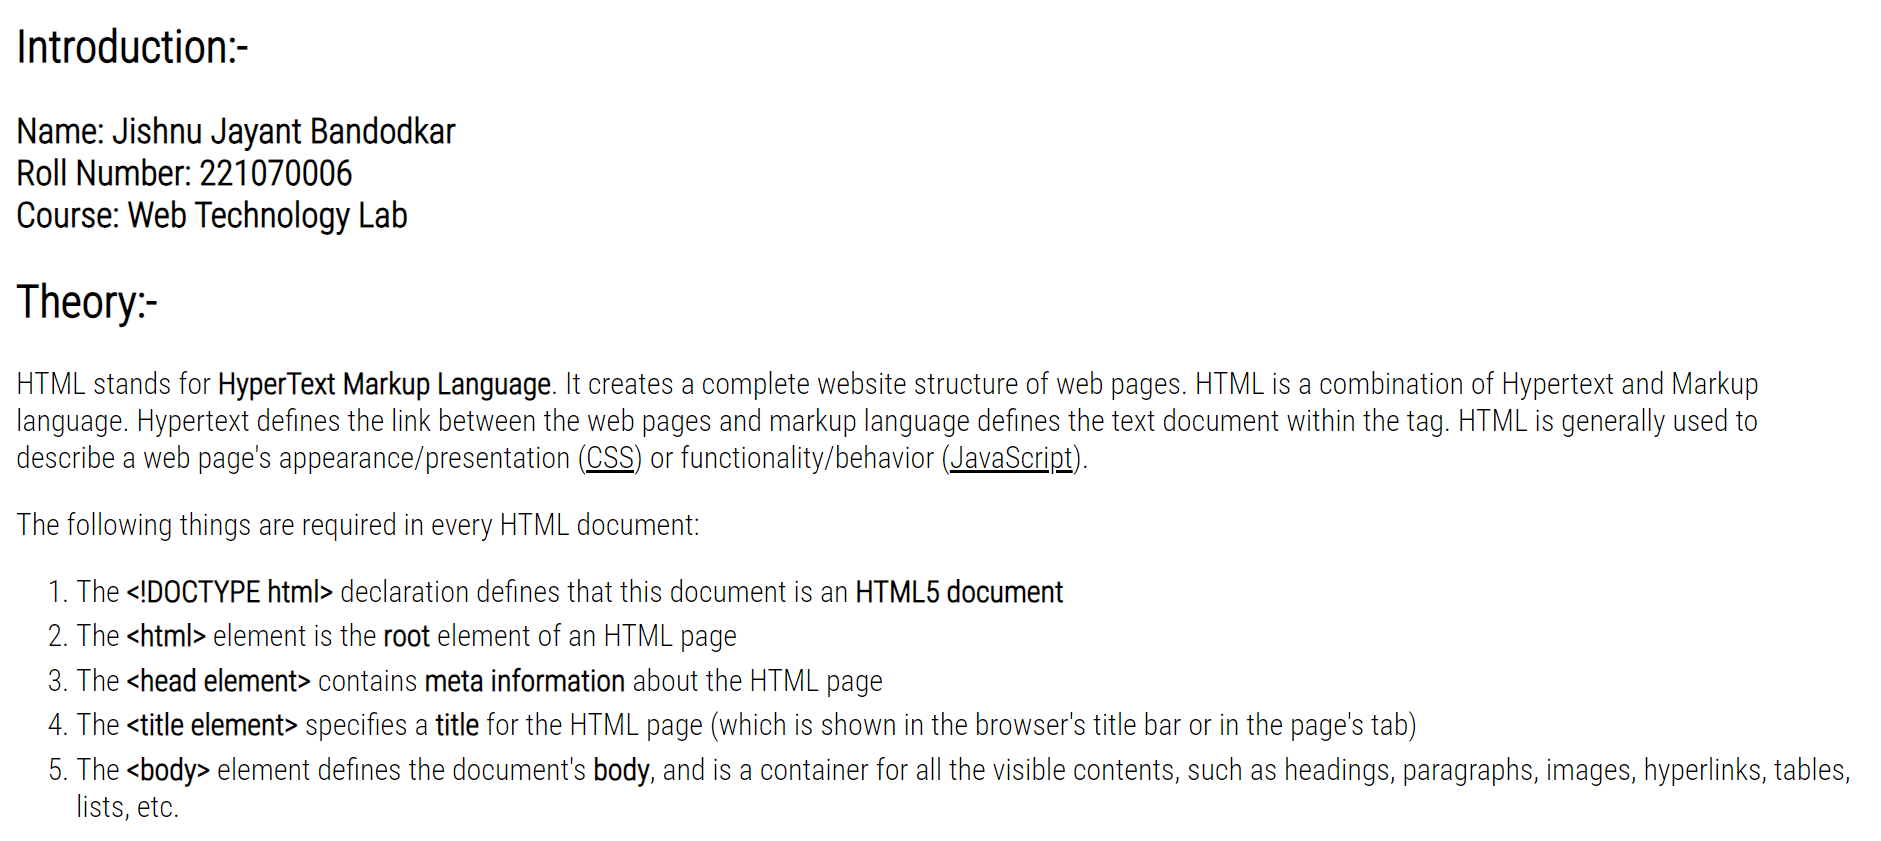 Introduction:-
Name: Jishnu Jayant Bandodkar
Roll Number: 221070006
Course: Web Technology Lab
Theory:-
HTML stands for HyperText Markup Language. It creates a complete website structure of web pages. HTML is a combination of Hypertext and Markup
language. Hypertext defines the link between the web pages and markup language defines the text document within the tag. HTML is generally used to
describe a web page's appearance/presentation (CSS) or functionality/behavior (JavaScript).
The following things are required in every HTML document:
1. The <!DOCTYPE html> declaration defines that this document is an HTML5 document
2. The <html> element is the root element of an HTML page
3. The <head element> contains meta information about the HTML page
4. The <title element> specifies a title for the HTML page (which is shown in the browser's title bar or in the page's tab)
5. The <body> element defines the document's body, and is a container for all the visible contents, such as headings, paragraphs, images, hyperlinks, tables,
lists, etc.